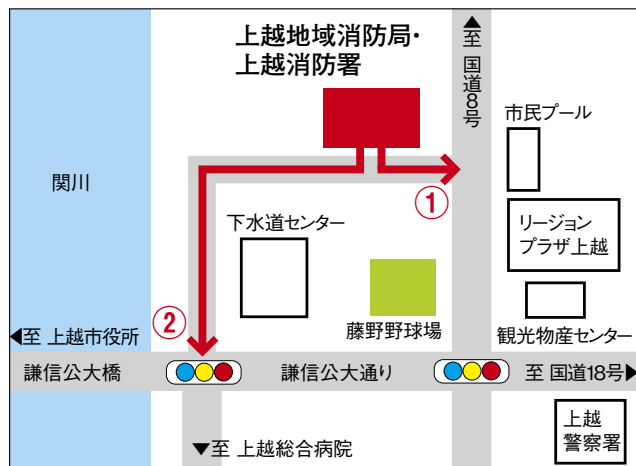 上越地域消防局・
上越消防署
▲至 国道8号
市民プール
関川
①
下水道センター
リージョン
プラザ上越
②
藤野野球場
観光物産センター
◀至 上越市役所
謙信公大橋
謙信公大通り
至 国道18号▶
▼至 上越総合病院
上越
警察署